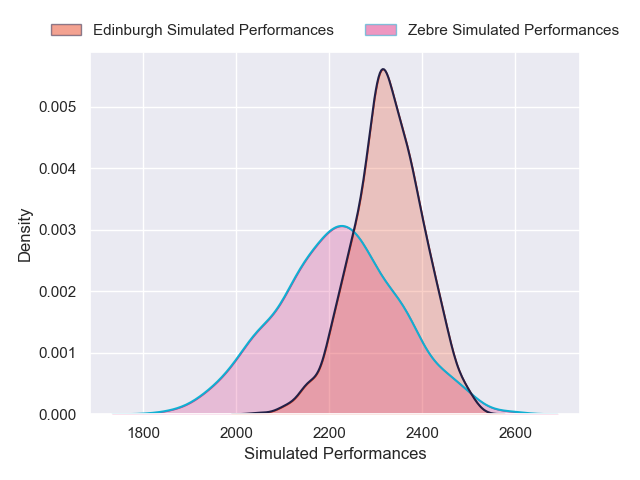 Edinburgh Simulated Performances
Zebre Simulated Performances
0.005
0.004
0.003
0.002
0.001
0.000
Density
1800
2000
2200
2400
2600
Simulated Performances